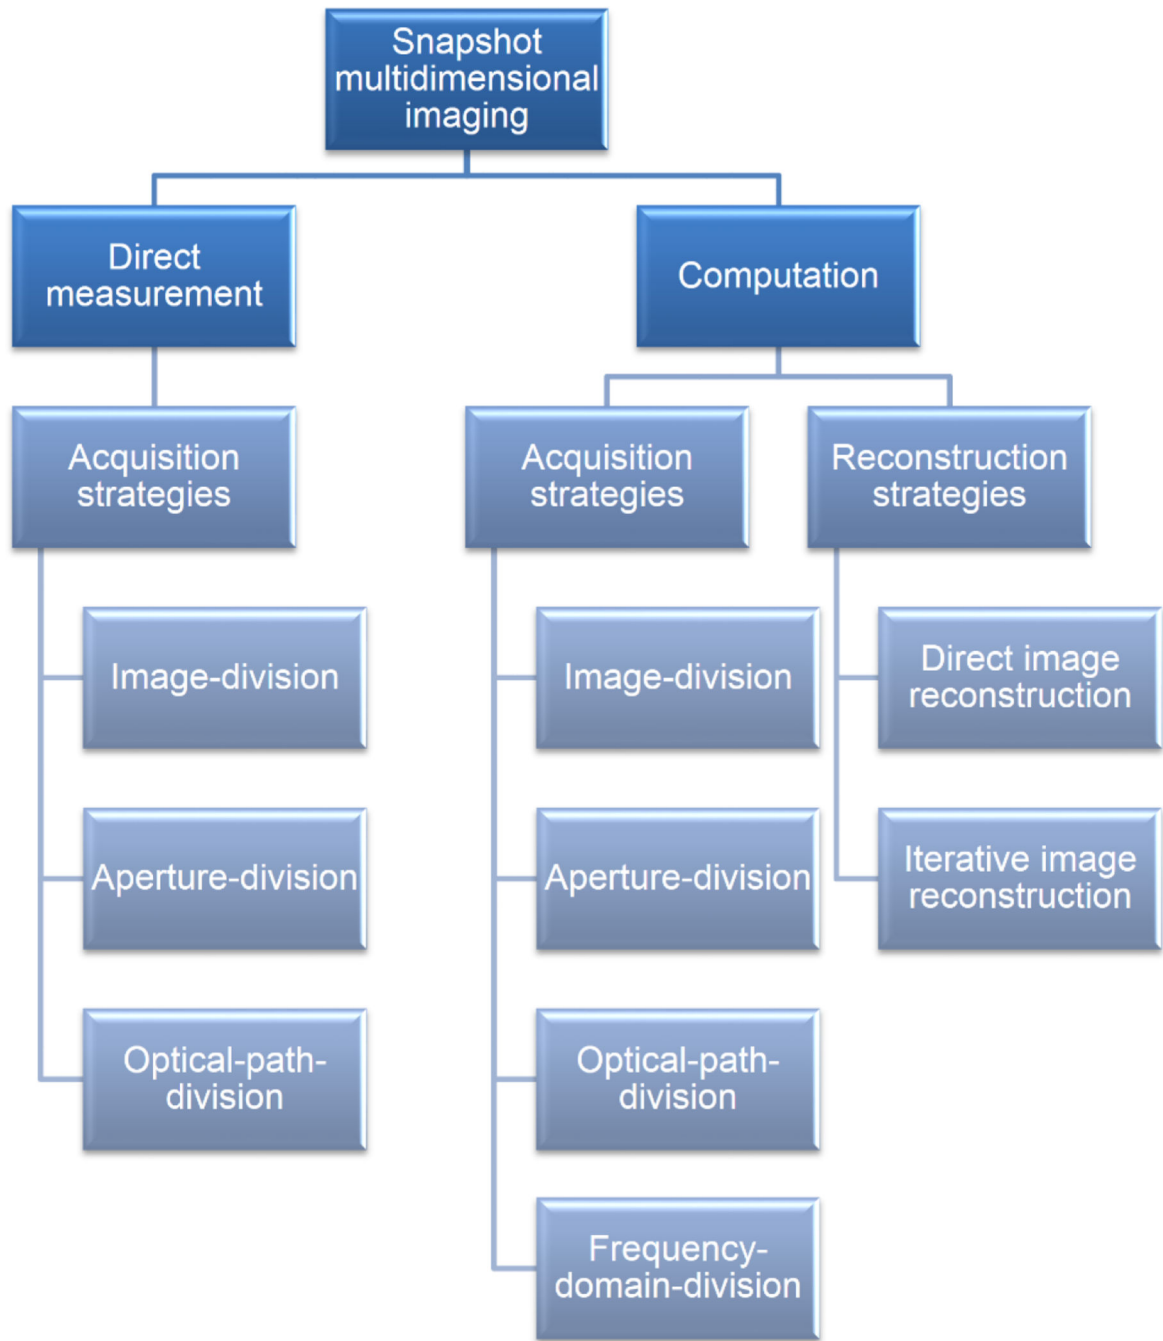 Snapshot
multidimensional
imaging
Direct
measurement
Computation
Acquisition
strategies
Acquisition
strategies
Reconstruction
strategies
Image-division
Image-division
Direct image
reconstruction
Aperture-division
Aperture-division
Iterative image
reconstruction
Optical-path-
division
Optical-path-
division
Frequency-
domain-division